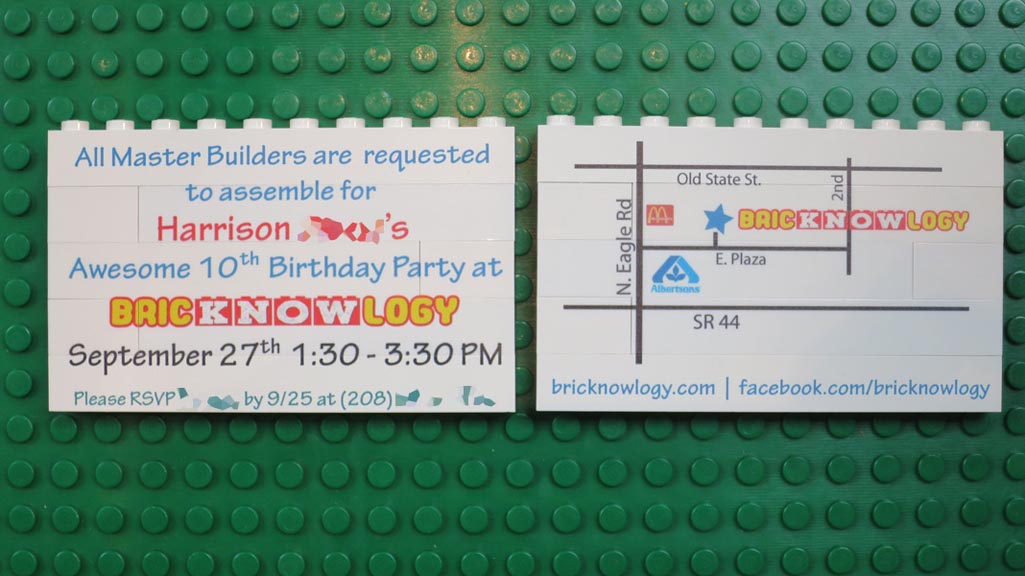 All Master Builders are requested
to assemble for
Harrison 's
Awesome 10th Birthday Party at
BRICKNOWLOGY
September 27th 1:30 - 3:30 PM
Please RSVP by 9/25 at (208)
Old State St.
2nd
N. Eagle Rd
BRICKNOWLOGY
E. Plaza
Albertsons
SR 44
bricknowlogy.com | facebook.com/bricknowlogy